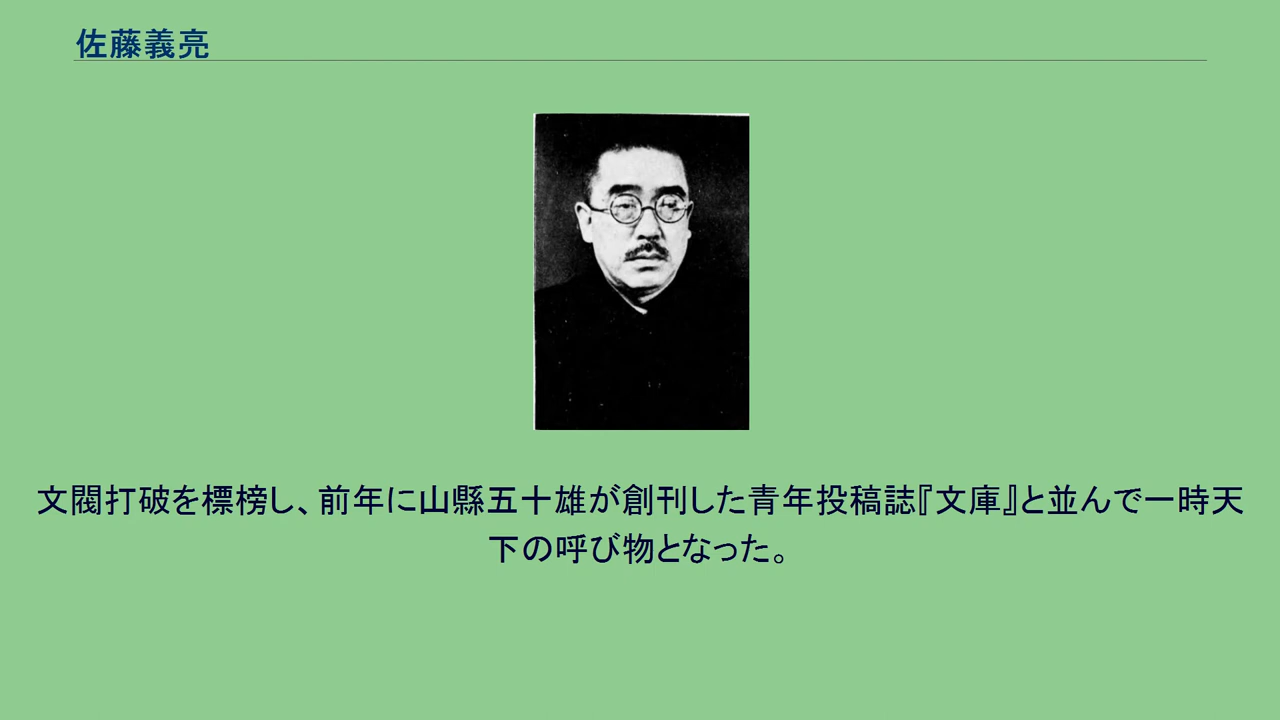 佐藤義亮
文閥打破を標榜し、前年に山縣五十雄が創刊した青年投稿誌『文庫』と並んで一時天
下の呼び物となった。